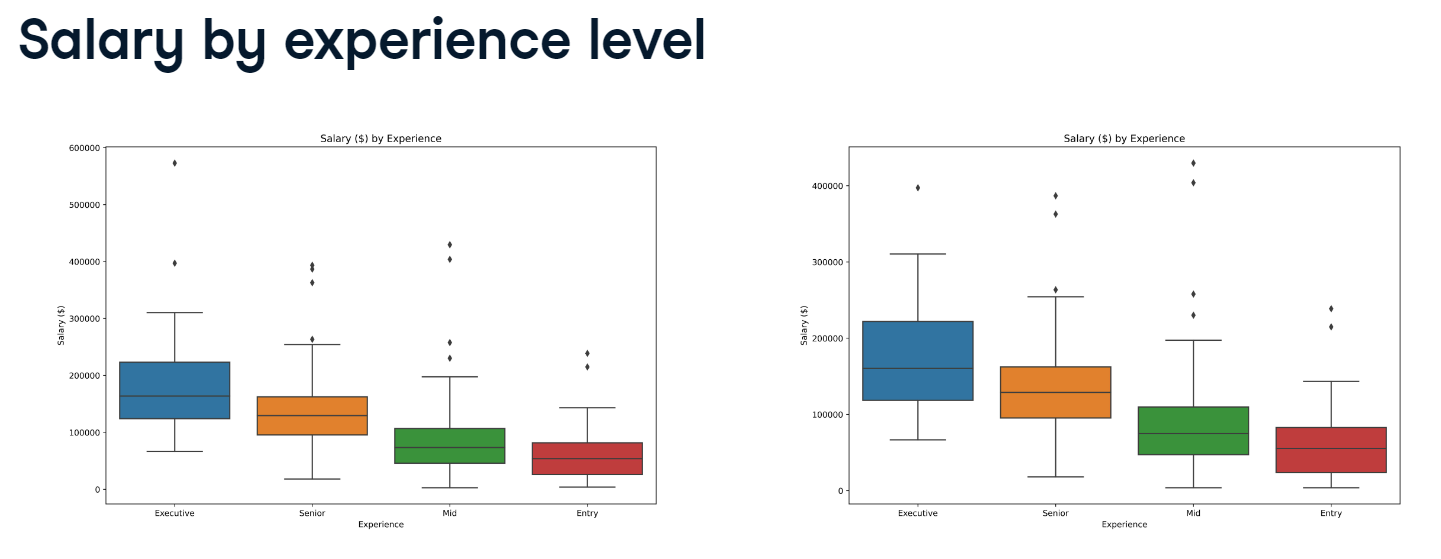 Salary by experience level
Salary ($) by Experience
600000
500000
400000
300000
200000
100000
0
Salary ($)
Executive Senior Mid Entry
Experience
Salary ($) by Experience
400000
300000
200000
100000
0
Salary ($)
Executive Senior Mid Entry
Experience